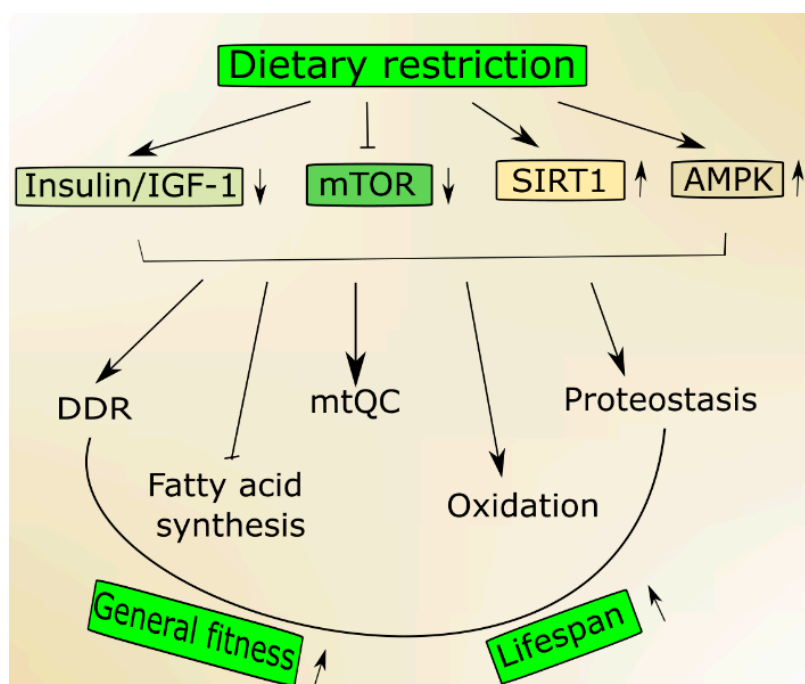 Dietary restriction
Insulin/IGF-1
mTOR
SIRT1
AMPK
DDR
mtQC
Proteostasis
Fatty acid
synthesis
Oxidation
General fitness
Lifespan